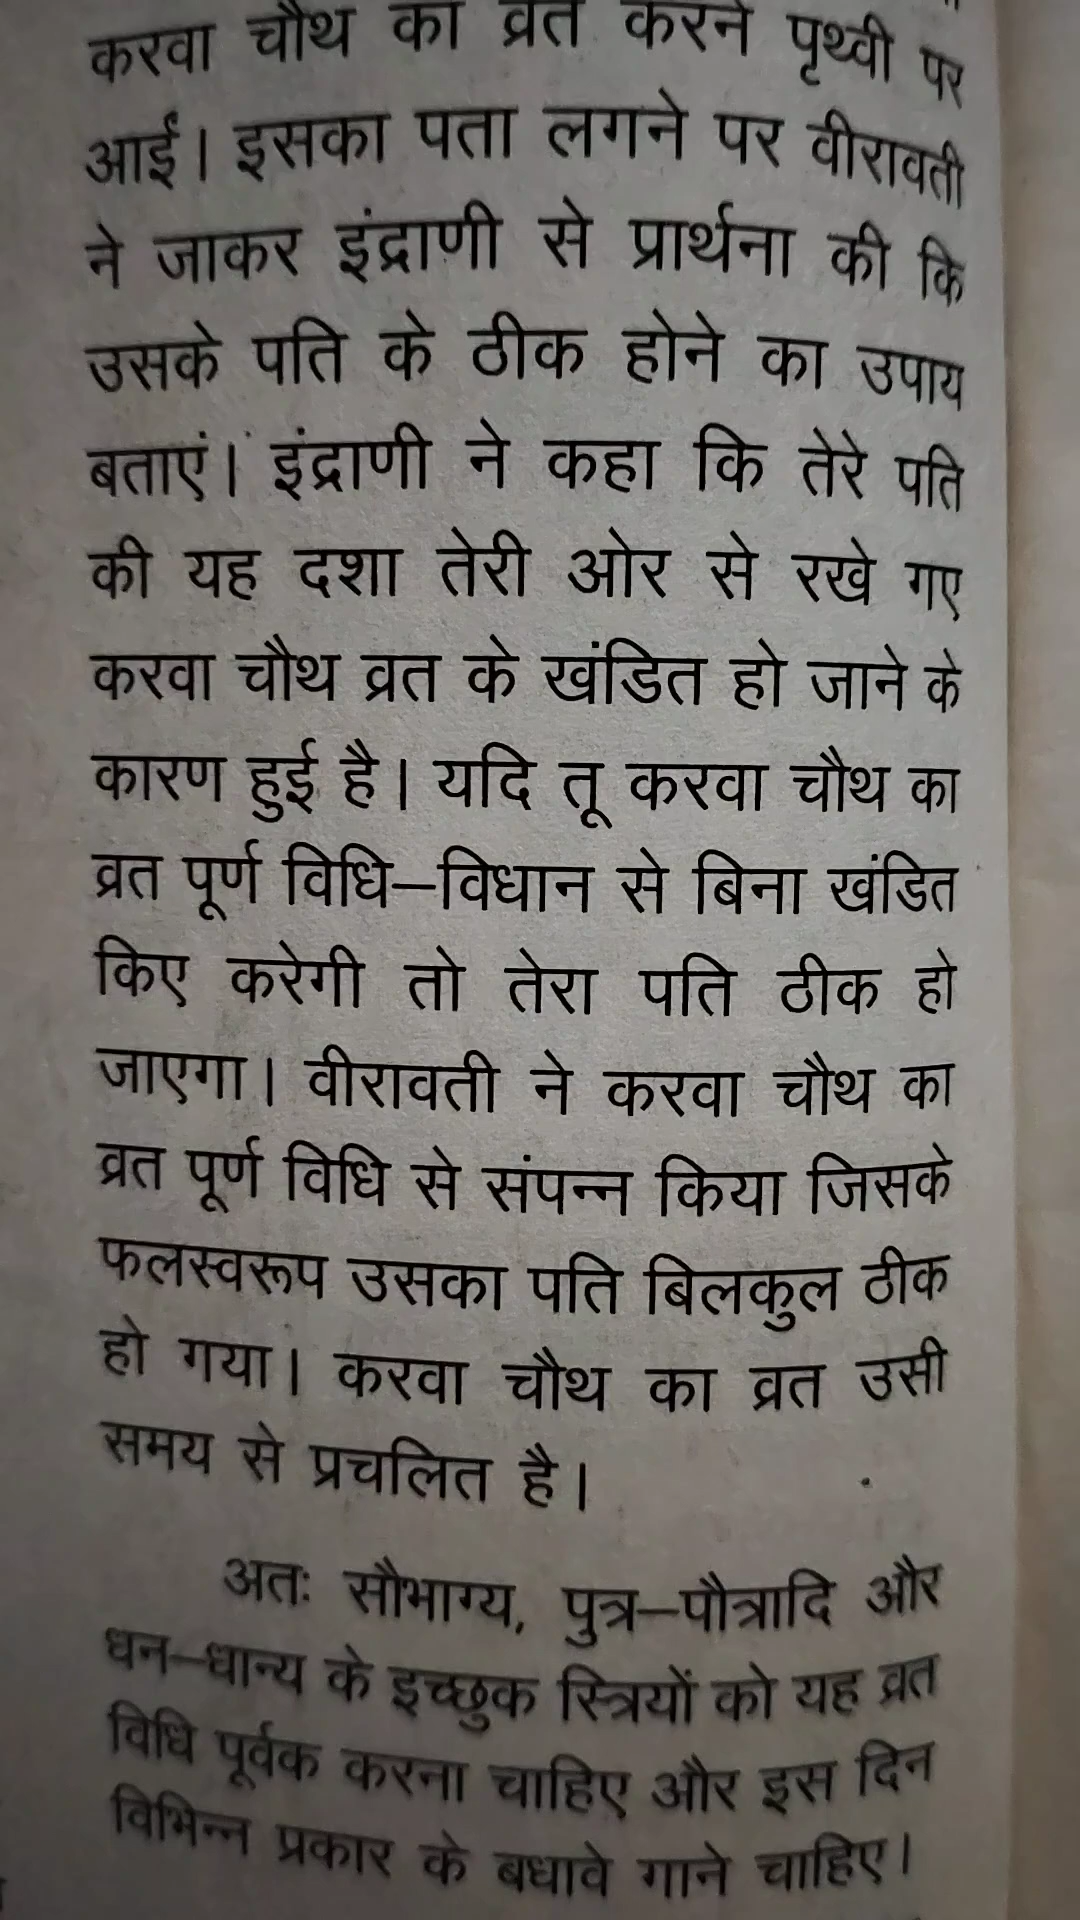 करवा चौथ का व्रत करने पृथ्वी पर
आईं। इसका पता लगने पर वीरावती
ने जाकर इंद्राणी से प्रार्थना की कि
उसके पति के ठीक होने का उपाय
बताएं। इंद्राणी ने कहा कि तेरे पति
की यह दशा तेरी ओर से रखे गए
करवा चौथ व्रत के खंडित हो जाने के
कारण हुई है। यदि तू करवा चौथ का
व्रत पूर्ण विधि–विधान से बिना खंडित
किए करेगी तो तेरा पति ठीक हो
जाएगा। वीरावती ने करवा चौथ का
व्रत पूर्ण विधि से संपन्न किया जिसके
फलस्वरूप उसका पति बिलकुल ठीक
हो गया। करवा चौथ का व्रत उसी
समय से प्रचलित है।
अतः सौभाग्य, पुत्र–पौत्रादि और
धन–धान्य के इच्छुक स्त्रियों को यह व्रत
विधि पूर्वक करना चाहिए और इस दिन
विभिन्न प्रकार के बधावे गाने चाहिए।